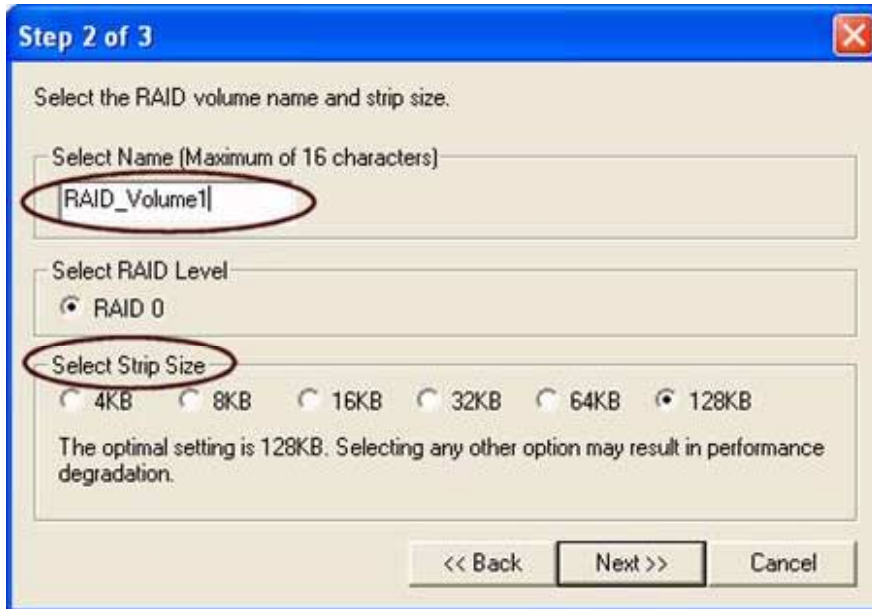 Step 2 of 3
Select the RAID volume name and strip size.
Select Name (Maximum of 16 characters)
RAID_Volume1
Select RAID Level
RAID 0
Select Strip Size
4KB 8KB 16KB 32KB 64KB 128KB
The optimal setting is 128KB. Selecting any other option may result in performance
degradation.
<< Back Next >> Cancel